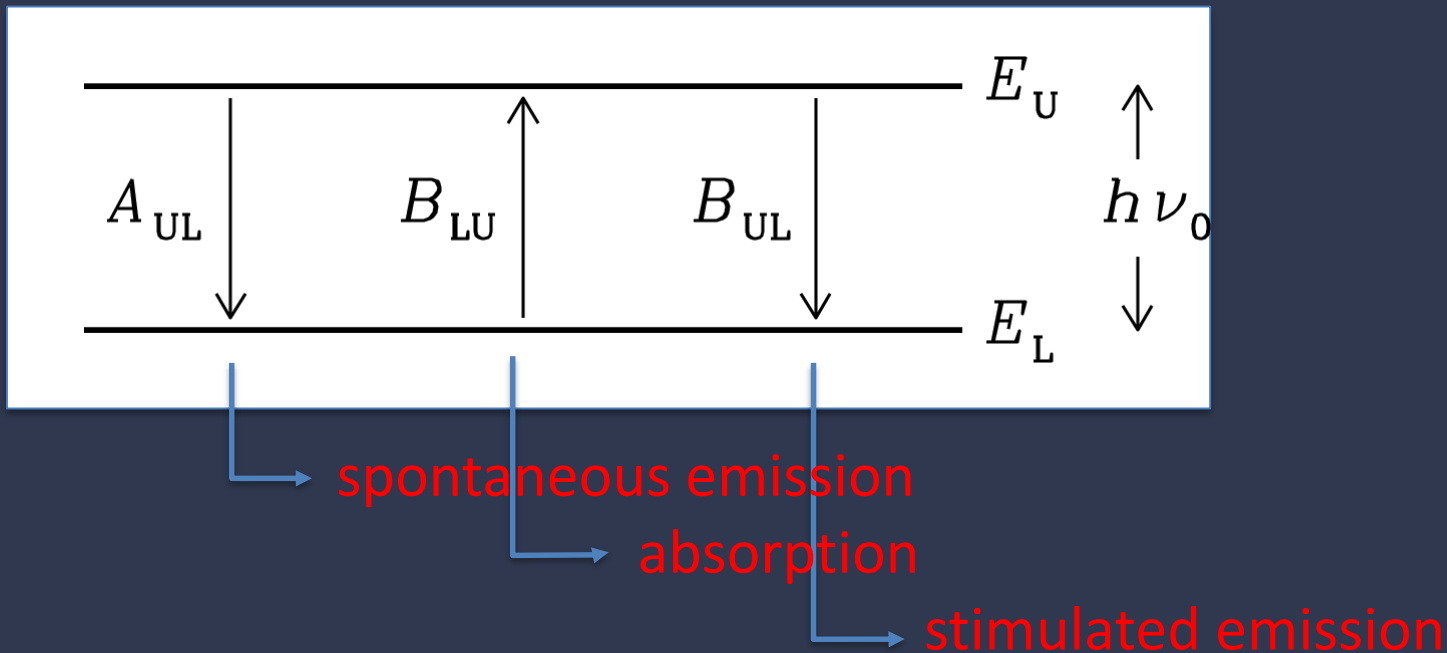 E_U
A_UL B_LU B_UL hν_0
E_L
spontaneous emission
absorption
stimulated emission